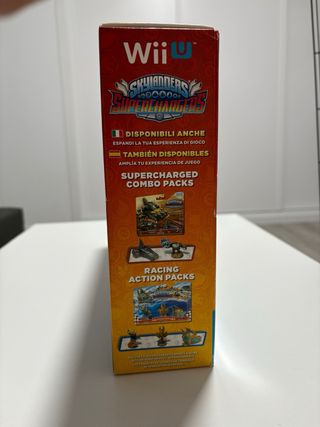 Wii U
SKYLANDERS
SUPERCHARGERS
DISPONIBILI ANCHE
ESPANDI LA TUA ESPERIENZA DI GIOCO
TAMBIÉN DISPONIBLES
AMPLÍA TU EXPERIENCIA DE JUEGO
SUPERCHARGED
COMBO PACKS
RACING
ACTION PACKS